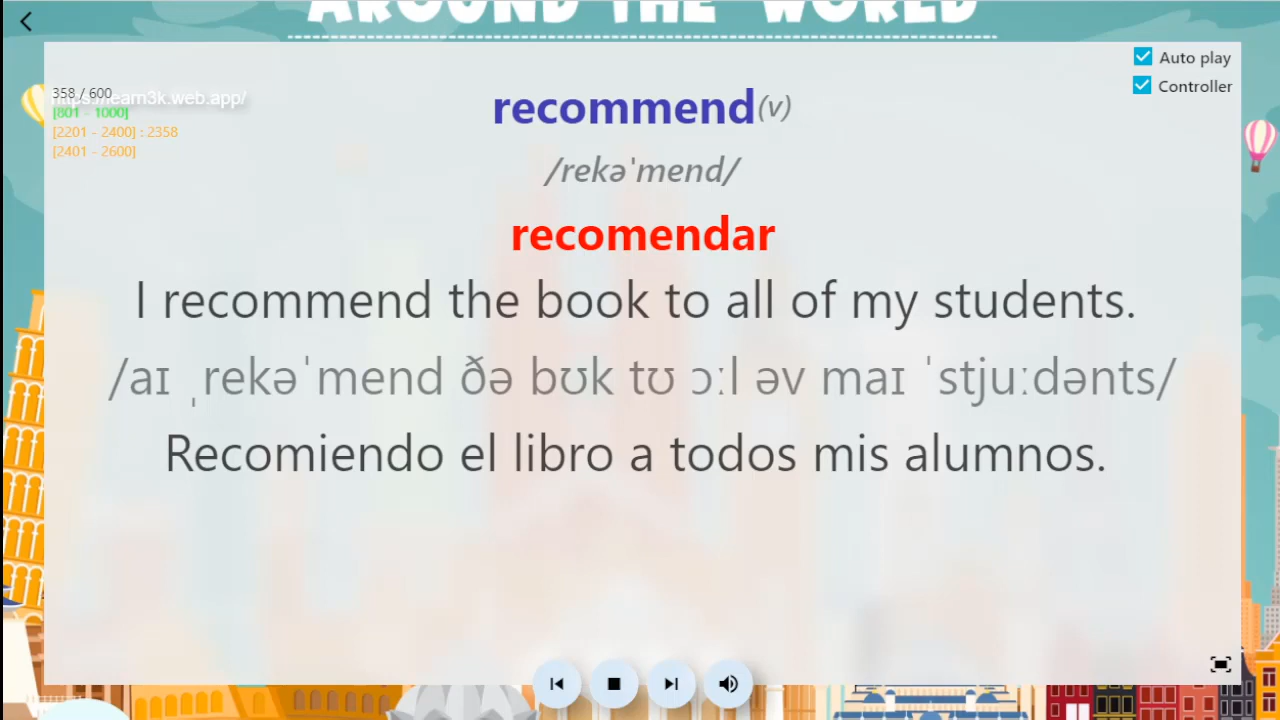 AROUND THE WORLD
Auto play
Controller
358 / 600
https://learn3k.web.app/
[801 - 1000]
[2201 - 2400] : 2358
[2401 - 2600]
recommend(v)
/rekə'mend/
recomendar
I recommend the book to all of my students.
/aɪ ˌrekəˈmend ðə bʊk tʊ ɔːl əv maɪ ˈstjuːdənts/
Recomiendo el libro a todos mis alumnos.